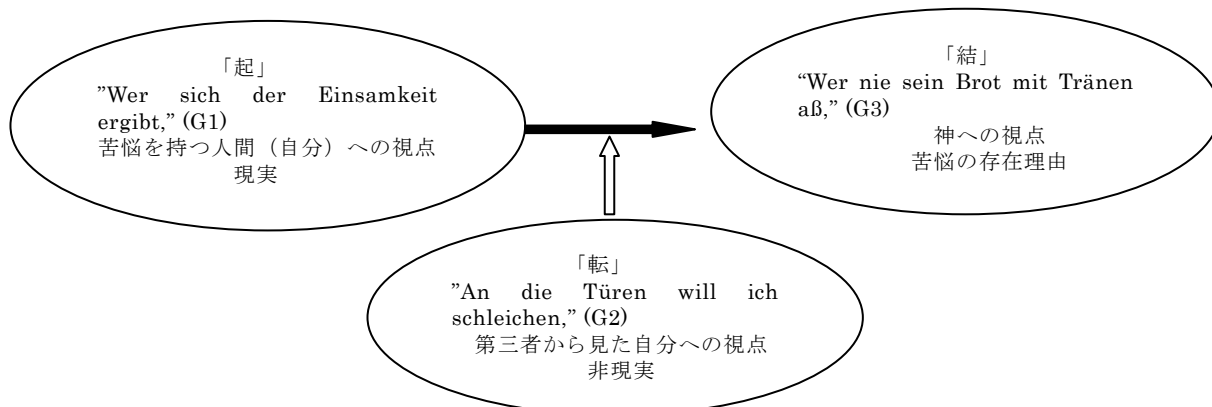 「起」
”Wer sich der Einsamkeit
ergibt,” (G1)
苦悩を持つ人間（自分）への視点
現実
「結」
“Wer nie sein Brot mit Tränen
aß,” (G3)
神への視点
苦悩の存在理由
「転」
”An die Türen will ich
schleichen,” (G2)
第三者から見た自分への視点
非現実